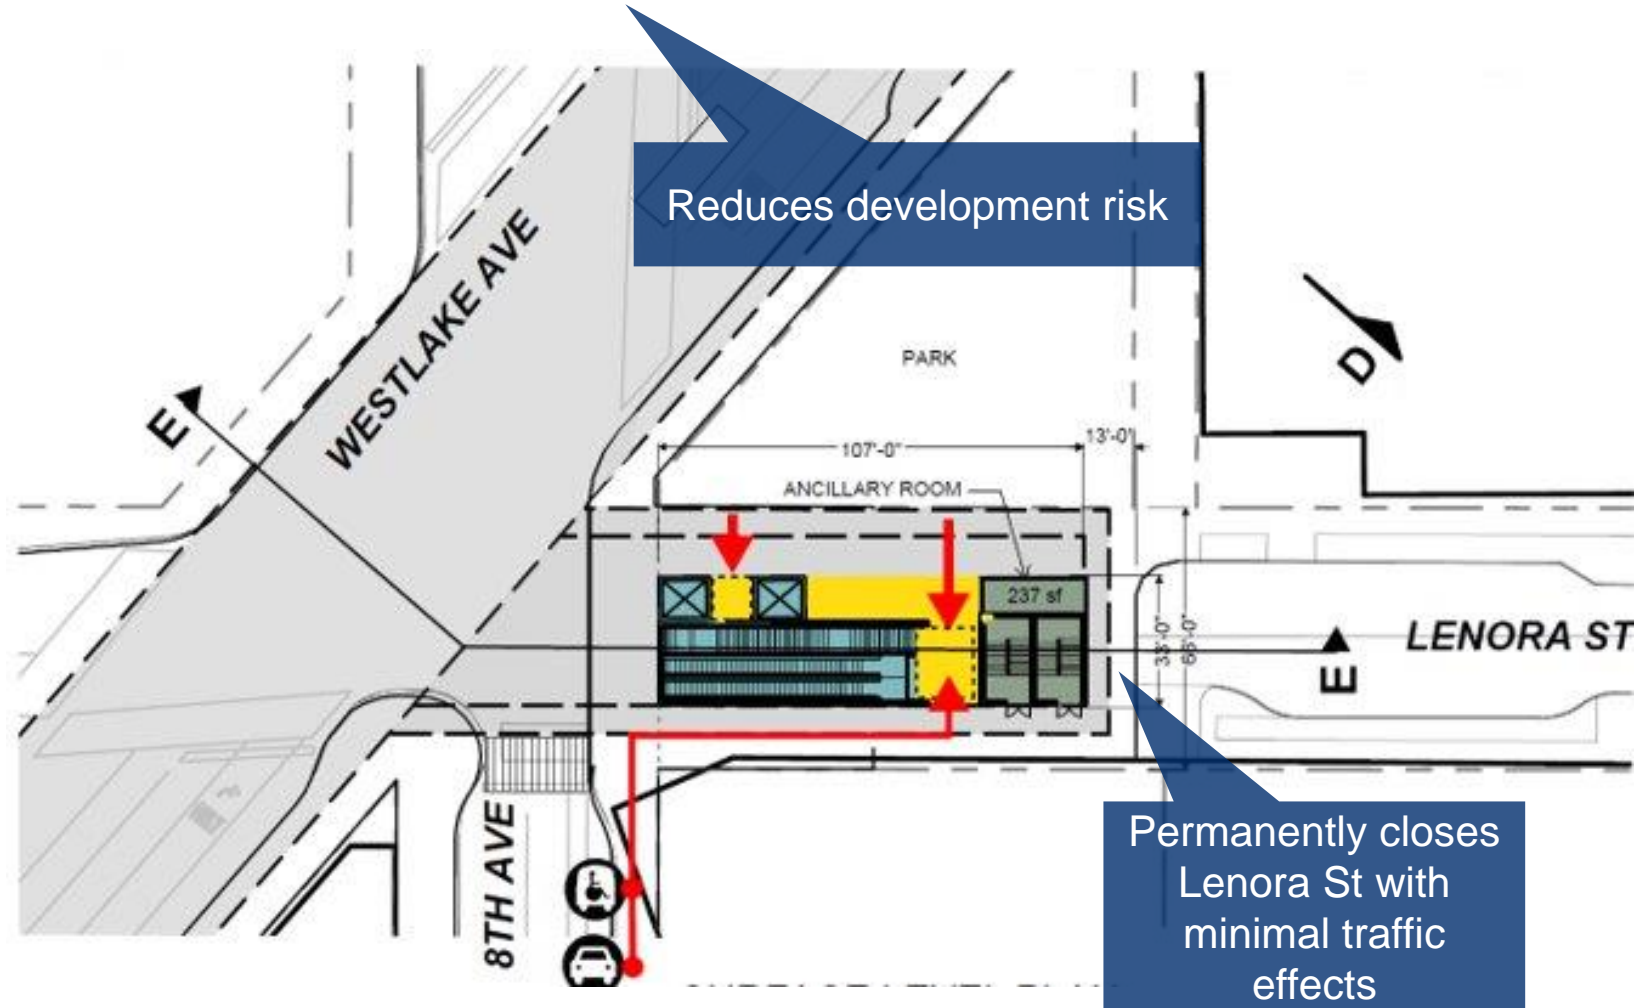 Reduces development risk
WESTLAKE AVE
PARK
D
E
107'-0"
13'-0"
ANCILLARY ROOM
237 sf
33'-0"
66'-0"
LENORA ST
E
8TH AVE
Permanently closes
Lenora St with
minimal traffic
effects